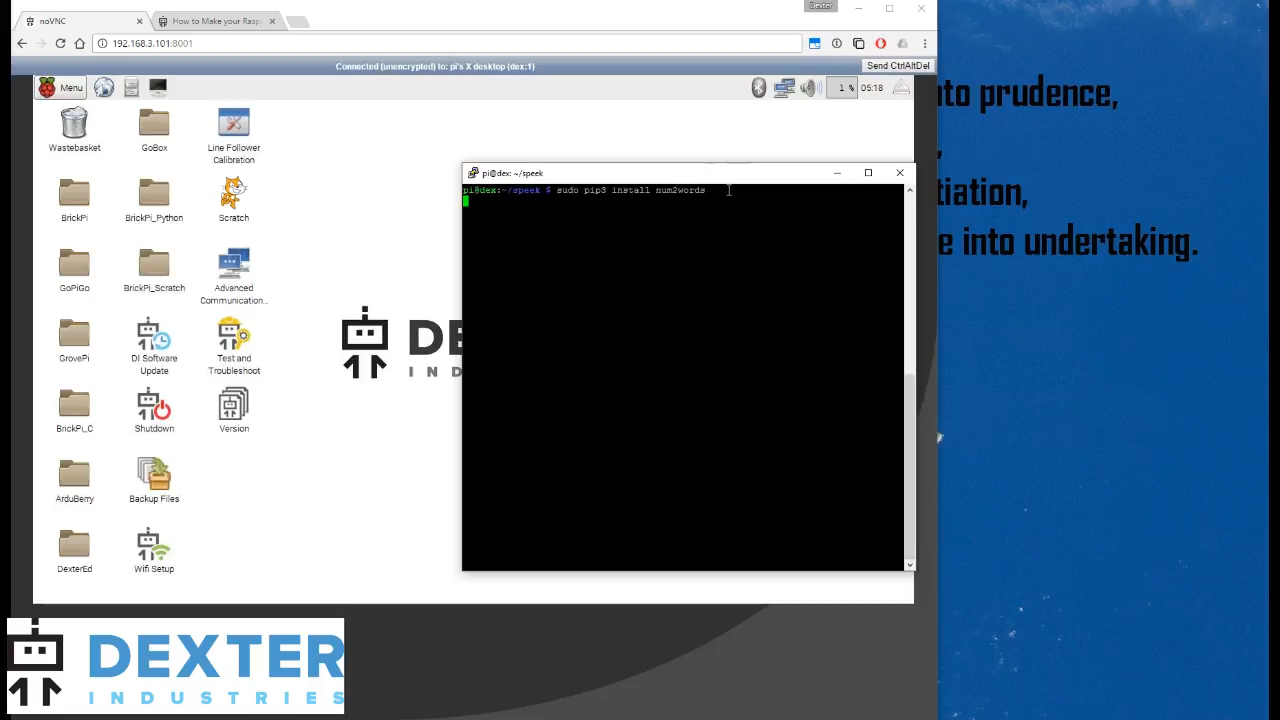 Dexter
noVNC
How to Make your Rasp
192.168.3.101:8001
Connected (unencrypted) to: pi's X desktop (dex:1)
Send CtrlAltDel
Menu
1 %
05:18
nto prudence,
,
tiation,
e into undertaking.
Wastebasket
GoBox
Line Follower
Calibration
BrickPi
BrickPi_Python
Scratch
GoPiGo
BrickPi_Scratch
Advanced
Communication...
GrovePi
DI Software
Update
Test and
Troubleshoot
BrickPi_C
Shutdown
Version
ArduBerry
Backup Files
DexterEd
Wifi Setup
DE
I N D
pi@dex: ~/speek
pi@dex:~/speek $ sudo pip3 install num2words
DEXTER
INDUSTRIES